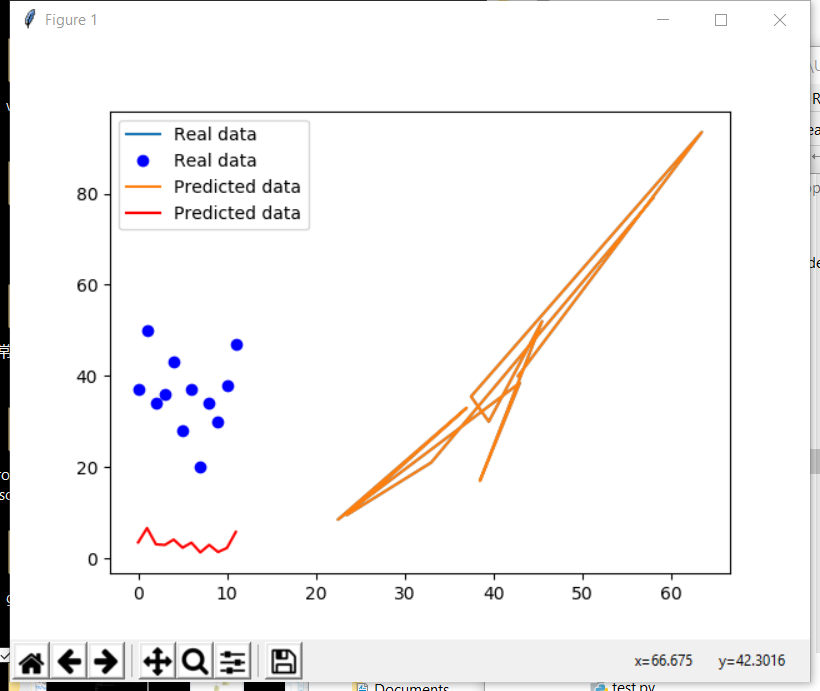 Figure 1
Real data
Real data
Predicted data
Predicted data
80
60
40
20
0
0 10 20 30 40 50 60
x=66.675 y=42.3016
Documents
test.py